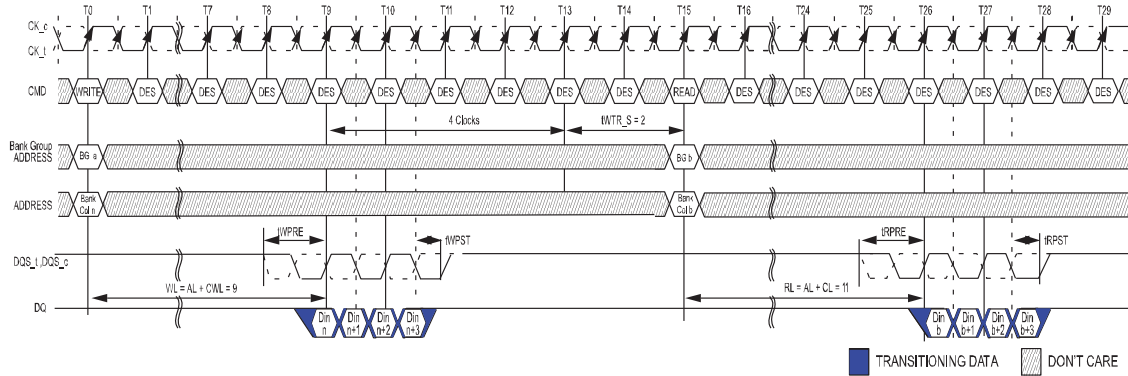 T0 T1 T7 T8 T9 T10 T11 T12 T13 T14 T15 T16 T24 T25 T26 T27 T28 T29
CK_c
CK_t
CMD WRITE DES DES DES DES DES DES DES DES DES READ DES DES DES DES DES DES DES
4 Clocks tWTR_S = 2
Bank Group
ADDRESS BG a BG b
ADDRESS Bank Col n Bank Col b
tWPRE tWPST tRPRE tRPST
DQS_t ,DQS_c
WL = AL + CWL = 9 RL = AL + CL = 11
DQ Din n Din n+1 Din n+2 Din n+3 Din b Din b+1 Din b+2 Din b+3
TRANSITIONING DATA DON'T CARE